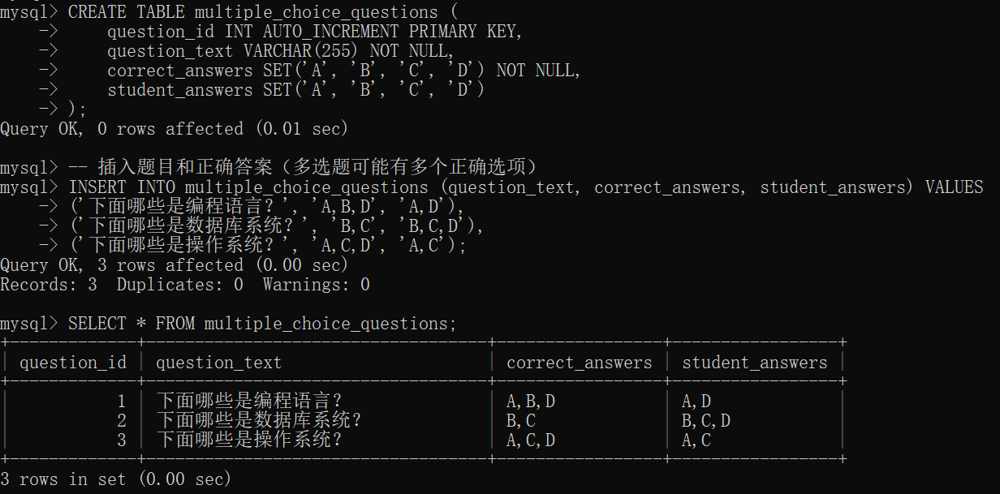 mysql> CREATE TABLE multiple_choice_questions (
    ->     question_id INT AUTO_INCREMENT PRIMARY KEY,
    ->     question_text VARCHAR(255) NOT NULL,
    ->     correct_answers SET('A', 'B', 'C', 'D') NOT NULL,
    ->     student_answers SET('A', 'B', 'C', 'D')
    -> );
Query OK, 0 rows affected (0.01 sec)
mysql> -- 插入题目和正确答案（多选题可能有多个正确选项）
mysql> INSERT INTO multiple_choice_questions (question_text, correct_answers, student_answers) VALUES
    -> ('下面哪些是编程语言？', 'A,B,D', 'A,D'),
    -> ('下面哪些是数据库系统？', 'B,C', 'B,C,D'),
    -> ('下面哪些是操作系统？', 'A,C,D', 'A,C');
Query OK, 3 rows affected (0.00 sec)
Records: 3  Duplicates: 0  Warnings: 0
mysql> SELECT * FROM multiple_choice_questions;
+-------------+-----------------------------------+-----------------+-----------------+
| question_id | question_text                     | correct_answers | student_answers |
+-------------+-----------------------------------+-----------------+-----------------+
|           1 | 下面哪些是编程语言？              | A,B,D           | A,D             |
|           2 | 下面哪些是数据库系统？            | B,C             | B,C,D           |
|           3 | 下面哪些是操作系统？              | A,C,D           | A,C             |
+-------------+-----------------------------------+-----------------+-----------------+
3 rows in set (0.00 sec)